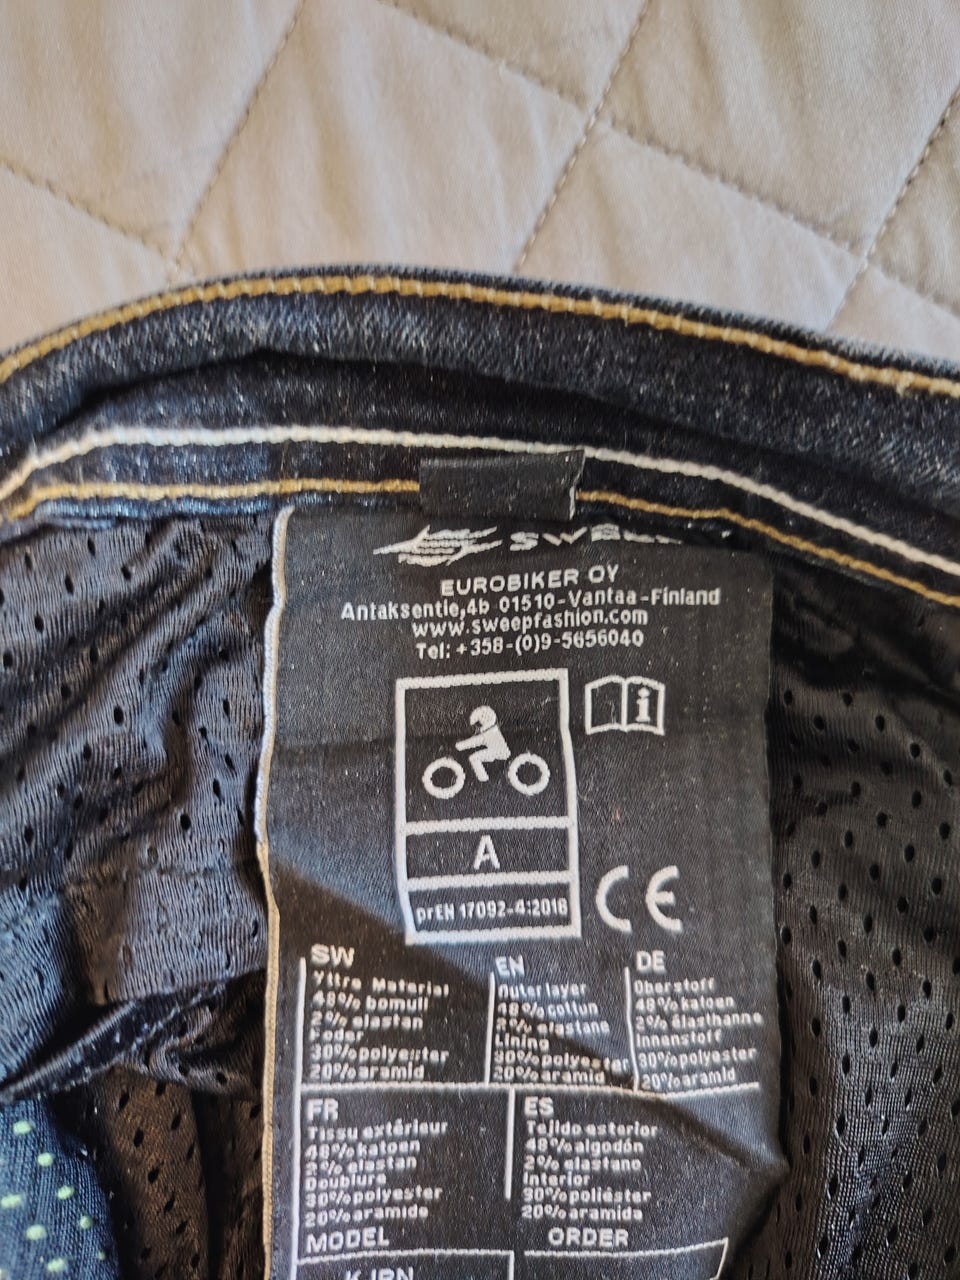 SWEEP
EUROBIKER OY
Antaksentie,4b 01510-Vantaa-Finland
www.sweepfashion.com
Tel: +358-(0)9-5656040
i
A
prEN 17092-4:2018
CE
SW
Yttre Material
48% bomull
2% elastan
Foder
30%polyester
20%aramid
EN
Outer layer
48%cotton
2% elastane
Lining
30%polyester
20%aramid
DE
Oberstoff
48%katoen
2% élasthanne
Innenstoff
30%polyester
20%aramid
FR
Tissu extérieur
48%katoen
2% elastan
Doublure
30%polyester
20%aramide
ES
Tejido exterior
48%algodón
2% elastano
Interior
30%poliéster
20%aramida
MODEL
ORDER